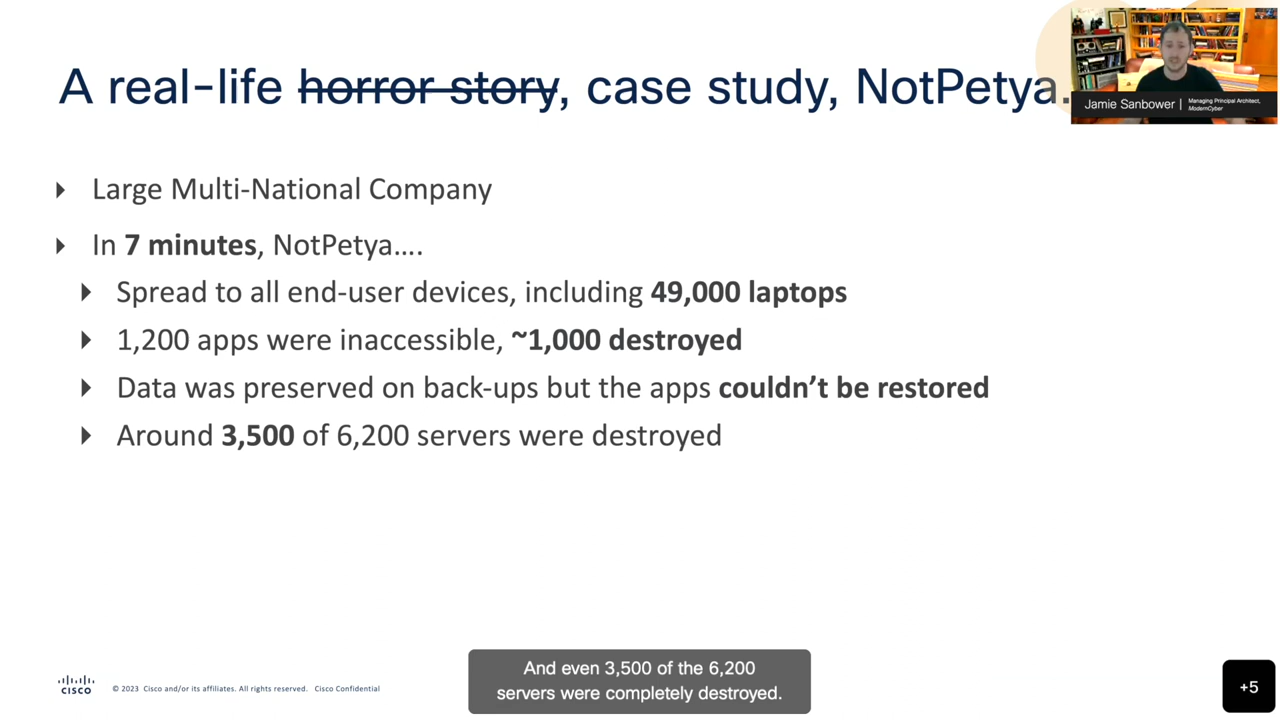 A real-life horror story, case study, NotPetya.
Jamie Sanbower | Managing Principal Architect,
ModernCyber
Large Multi-National Company
In 7 minutes, NotPetya….
Spread to all end-user devices, including 49,000 laptops
1,200 apps were inaccessible, ~1,000 destroyed
Data was preserved on back-ups but the apps couldn’t be restored
Around 3,500 of 6,200 servers were destroyed
And even 3,500 of the 6,200
servers were completely destroyed.
CISCO
© 2023 Cisco and/or its affiliates. All rights reserved. Cisco Confidential
+5